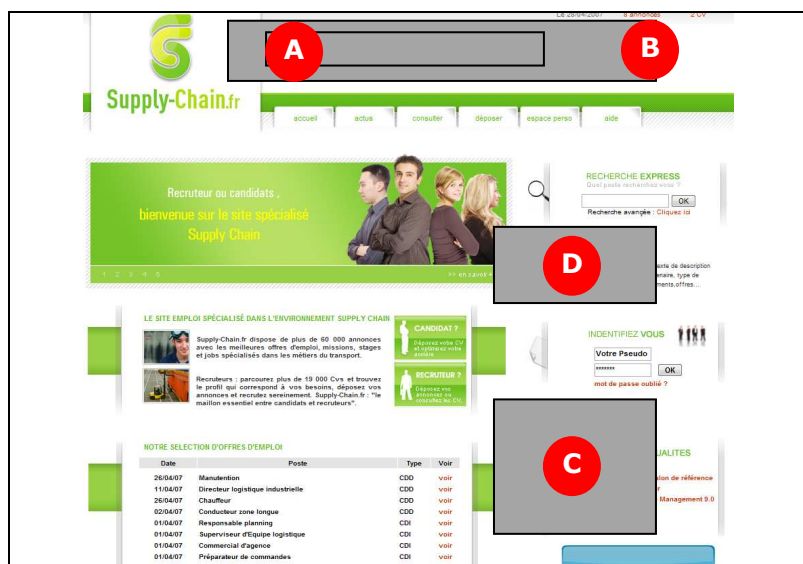 Le 28/04/2007 8 annonces 2 CV
A
B
Supply-Chain.fr
accueil actus consulter déposer espace perso aide
Recruteur ou candidats ,
bienvenue sur le site spécialisé
Supply Chain
1 2 3 4 5
>> en savoir +
RECHERCHE EXPRESS
Quel poste recherchez vous ?
OK
Recherche avançée : Cliquez ici
D
texte de description
enaire, type de
ments,offres...
LE SITE EMPLOI SPÉCIALISÉ DANS L'ENVIRONNEMENT SUPPLY CHAIN
Supply-Chain.fr dispose de plus de 60 000 annonces
avec les meilleures offres d'emploi, missions, stages
et jobs spécialisés dans les métiers du transport.
Recruteurs : parcourez plus de 19 000 Cvs et trouvez
le profil qui correspond à vos besoins, déposez vos
annonces et recrutez sereinement. Supply-Chain.fr : "le
maillon essentiel entre candidats et recruteurs".
CANDIDAT ?
Déposez votre CV
et optimisez votre
RECRUTEUR ?
Déposez vos
annonces ou
consultez les CV.
INDENTIFIEZ VOUS
Votre Pseudo
*******
OK
mot de passe oublié ?
C
UALITES
alon de référence
r
Management 9.0
NOTRE SELECTION D'OFFRES D'EMPLOI
Date Poste Type Voir
26/04/07 Manutention CDD voir
11/04/07 Directeur logistique industrielle CDD voir
26/04/07 Chauffeur CDD voir
02/04/07 Conducteur zone longue CDD voir
01/04/07 Responsable planning CDI voir
01/04/07 Superviseur d'Equipe logistique CDI voir
01/04/07 Commercial d'agence CDI voir
01/04/07 Préparateur de commandes CDI voir